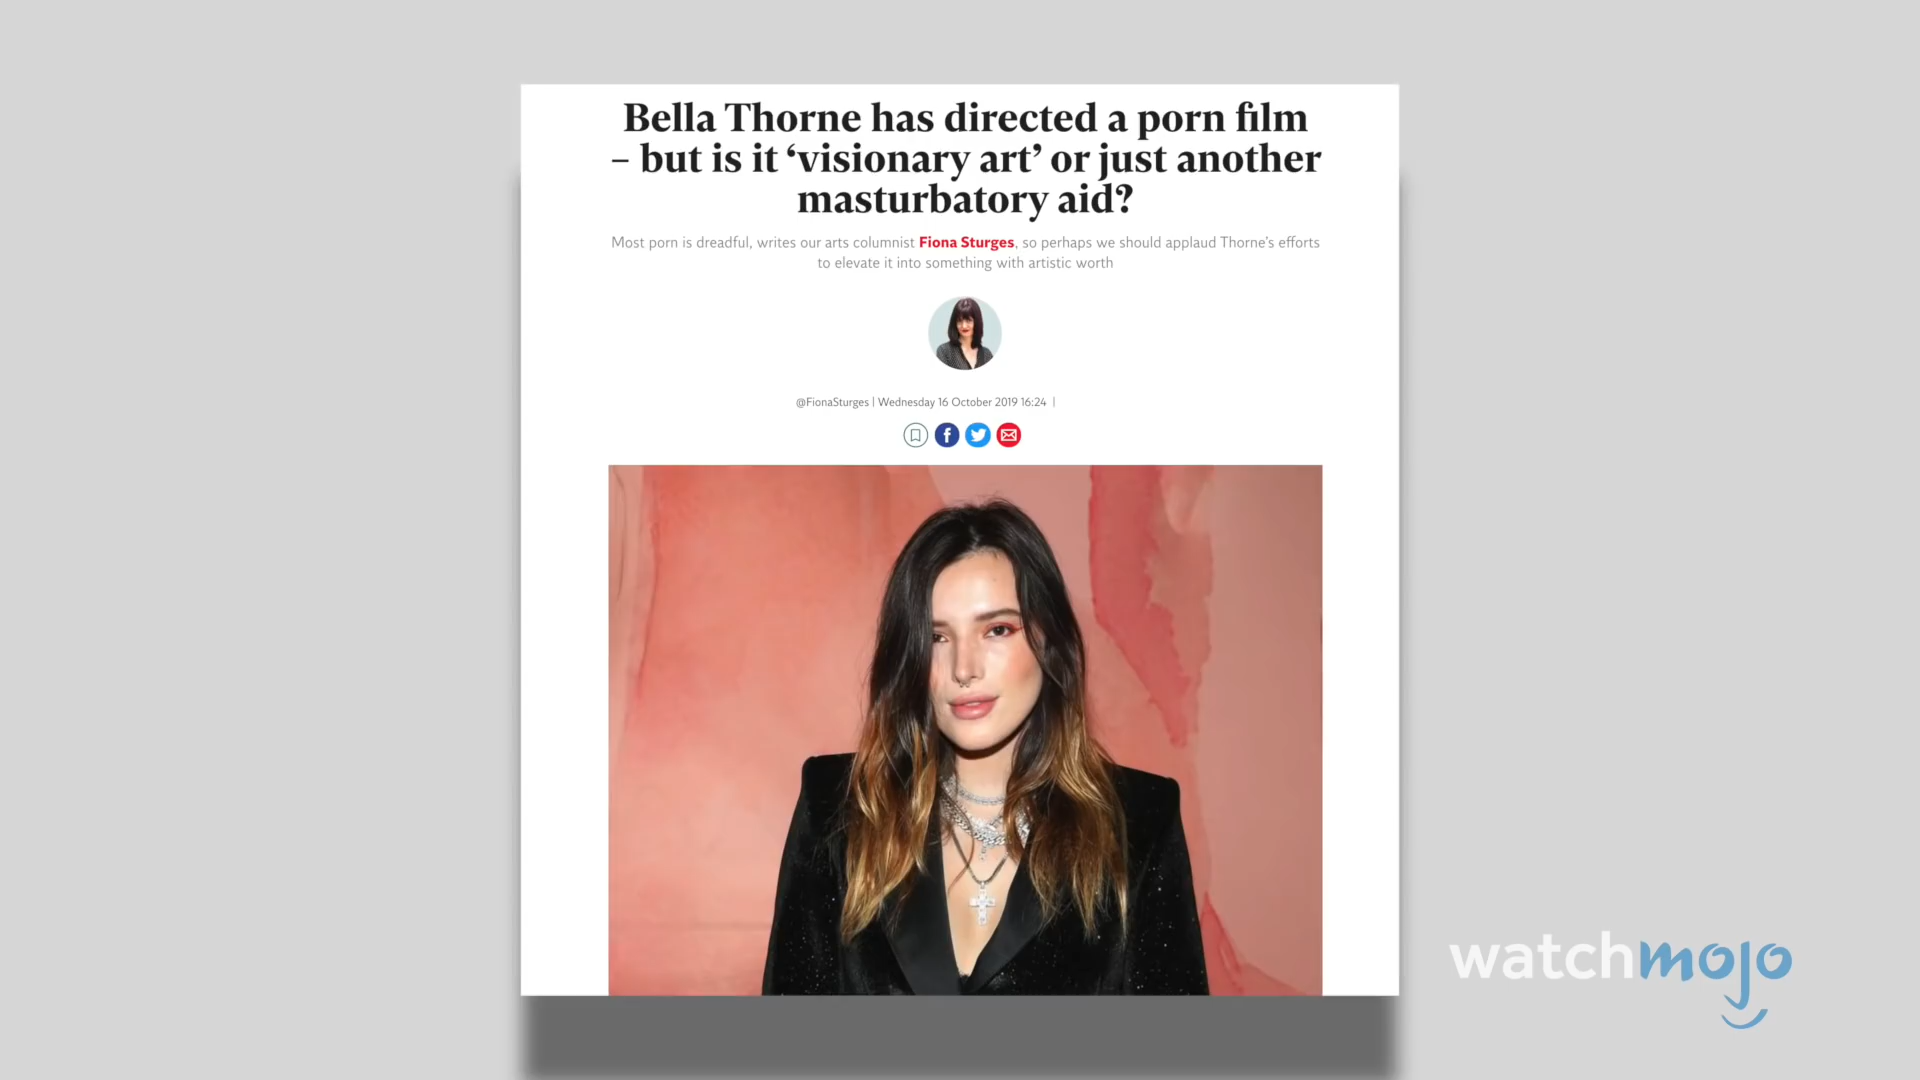 Bella Thorne has directed a porn film
– but is it ‘visionary art’ or just another
masturbatory aid?
Most porn is dreadful, writes our arts columnist Fiona Sturges, so perhaps we should applaud Thorne's efforts
to elevate it into something with artistic worth
@FionaSturges | Wednesday 16 October 2019 16:24 |
watchmojo